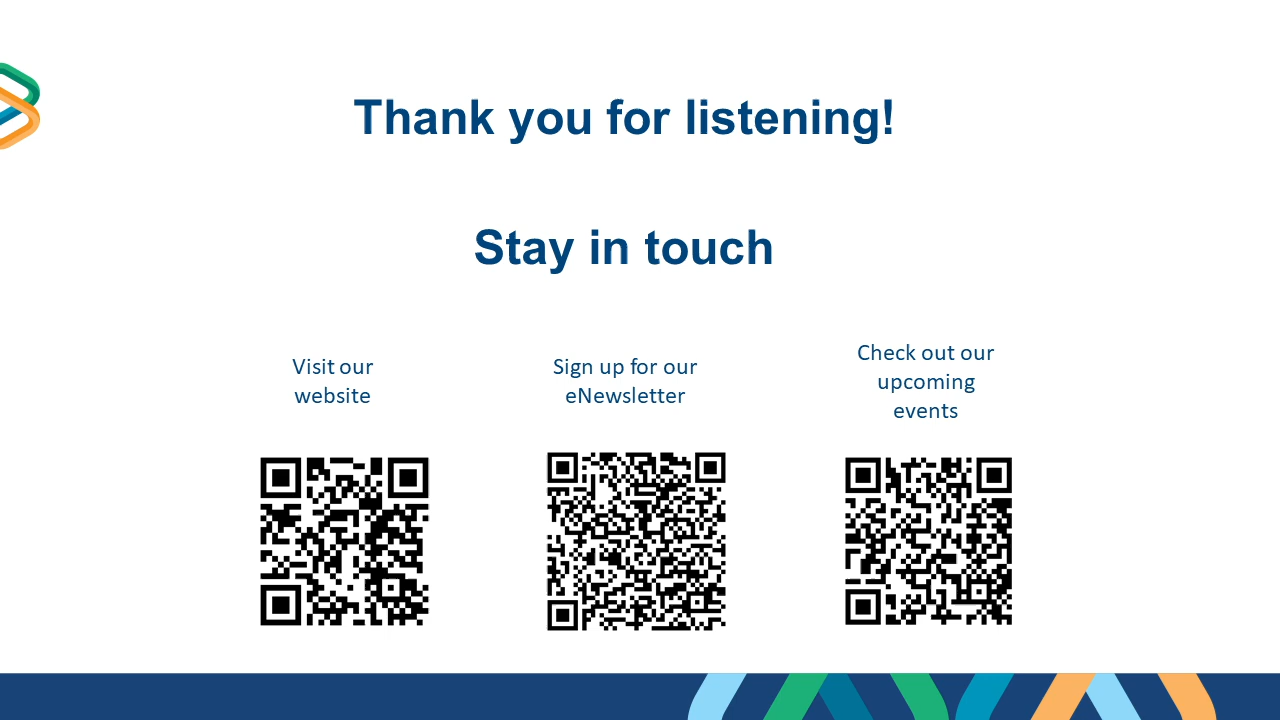 Thank you for listening!
Stay in touch
Visit our
website
Sign up for our
eNewsletter
Check out our
upcoming
events